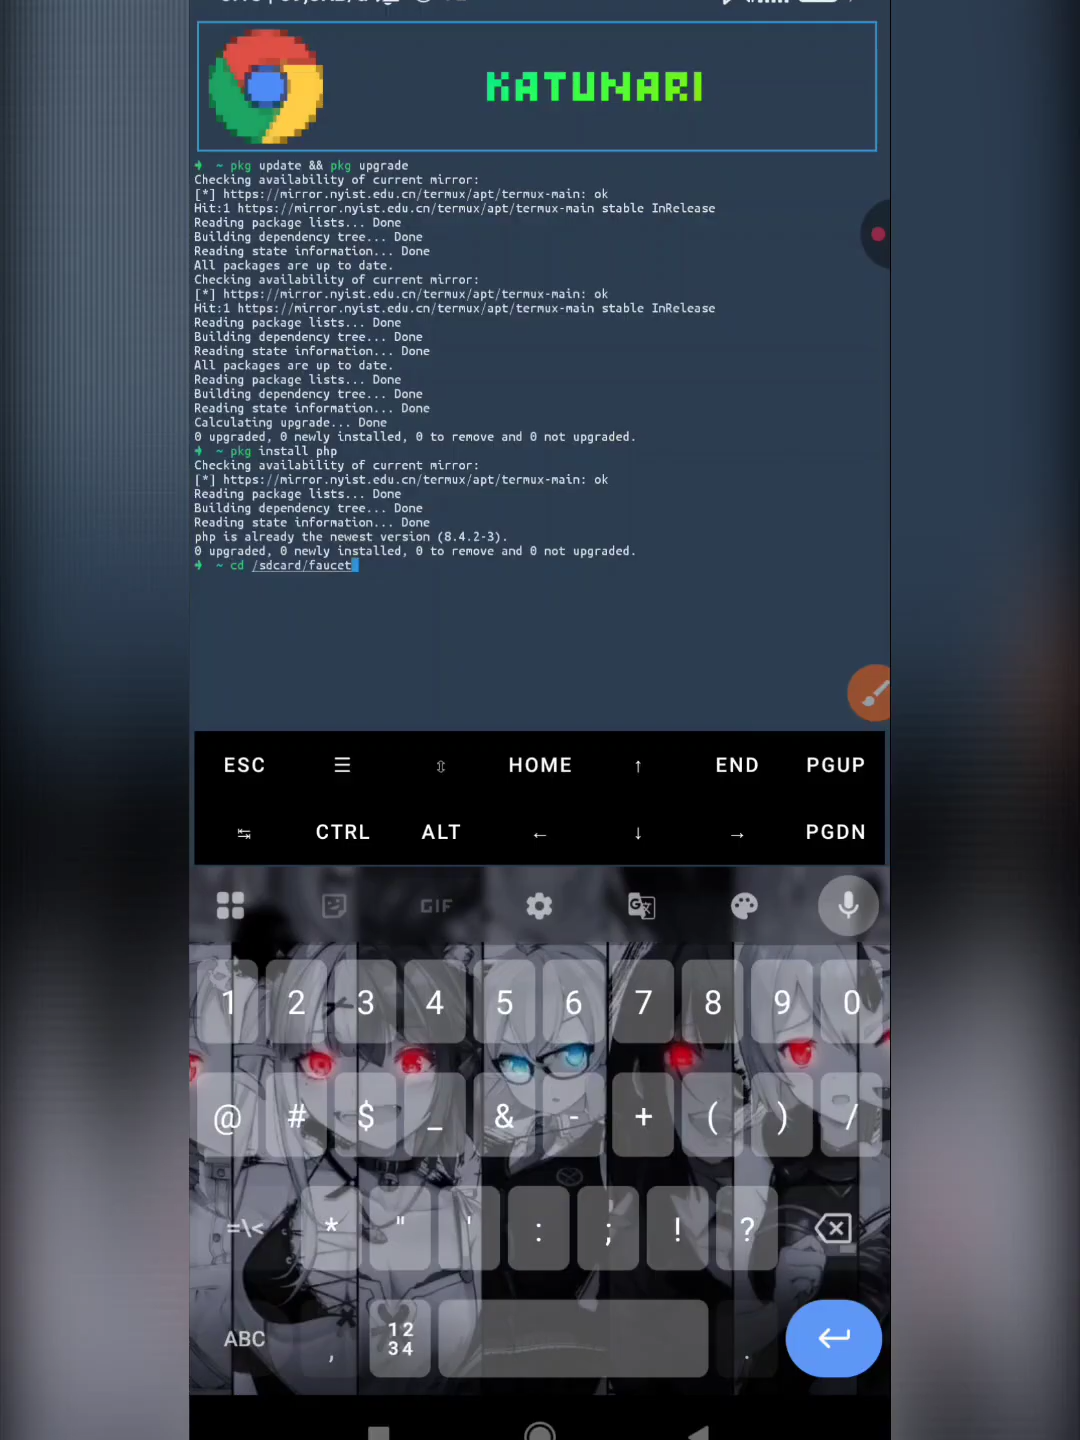 KATUNARI
➜ ~ pkg update && pkg upgrade
Checking availability of current mirror:
[*] https://mirror.nyist.edu.cn/termux/apt/termux-main: ok
Hit:1 https://mirror.nyist.edu.cn/termux/apt/termux-main stable InRelease
Reading package lists... Done
Building dependency tree... Done
Reading state information... Done
All packages are up to date.
Checking availability of current mirror:
[*] https://mirror.nyist.edu.cn/termux/apt/termux-main: ok
Hit:1 https://mirror.nyist.edu.cn/termux/apt/termux-main stable InRelease
Reading package lists... Done
Building dependency tree... Done
Reading state information... Done
All packages are up to date.
Reading package lists... Done
Building dependency tree... Done
Reading state information... Done
Calculating upgrade... Done
0 upgraded, 0 newly installed, 0 to remove and 0 not upgraded.
➜ ~ pkg install php
Checking availability of current mirror:
[*] https://mirror.nyist.edu.cn/termux/apt/termux-main: ok
Reading package lists... Done
Building dependency tree... Done
Reading state information... Done
php is already the newest version (8.4.2-3).
0 upgraded, 0 newly installed, 0 to remove and 0 not upgraded.
➜ ~ cd /sdcard/faucet
ESC ☰ ⇳ HOME ↑ END PGUP
↹ CTRL ALT ← ↓ → PGDN
GIF
1 2 3 4 5 6 7 8 9 0
@ # $ _ & - + ( ) /
=\< * " ' : ; ! ?
ABC , 12 34 .